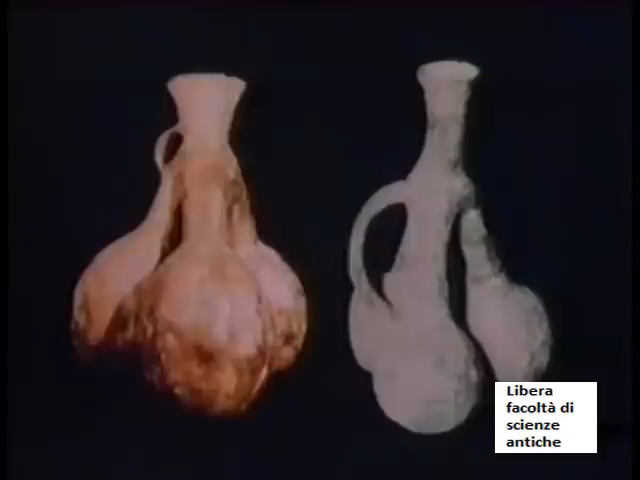 Libera
facoltà di
scienze
antiche